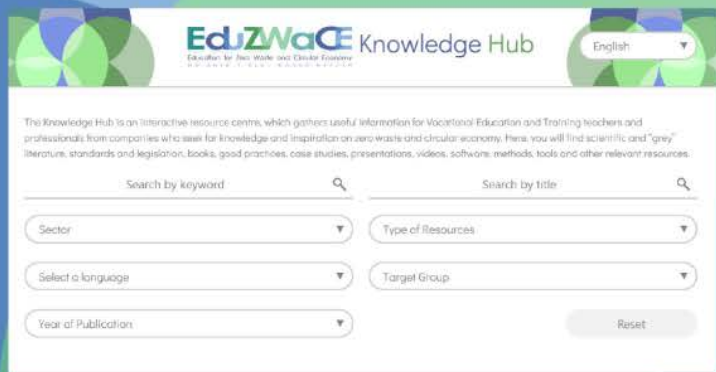 EduZWaCE Knowledge Hub
English
Education for Zero Waste and Circular Economy
The Knowledge Hub is an interactive resource centre, which gathers useful information for Vocational Education and Training teachers and
professionals from companies who seek for knowledge and inspiration on zero waste and circular economy. Here, you will find scientific and "grey"
literature, standards and legislation, books, good practices, case studies, presentations, videos, software, methods, tools and other relevant resources.
Search by keyword
Search by title
Sector
Type of Resources
Select a language
Target Group
Year of Publication
Reset